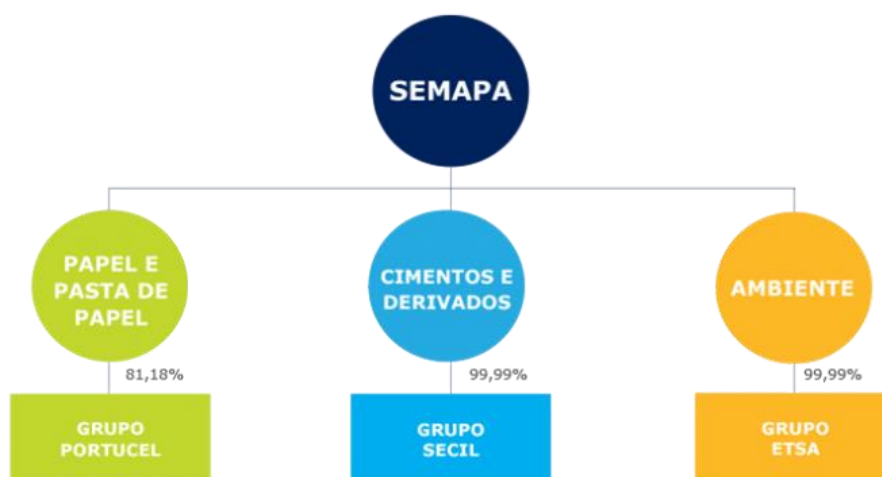 SEMAPA
PAPEL E
PASTA DE
PAPEL
CIMENTOS E
DERIVADOS
AMBIENTE
81,18%
99,99%
99,99%
GRUPO
PORTUCEL
GRUPO
SECIL
GRUPO
ETSA